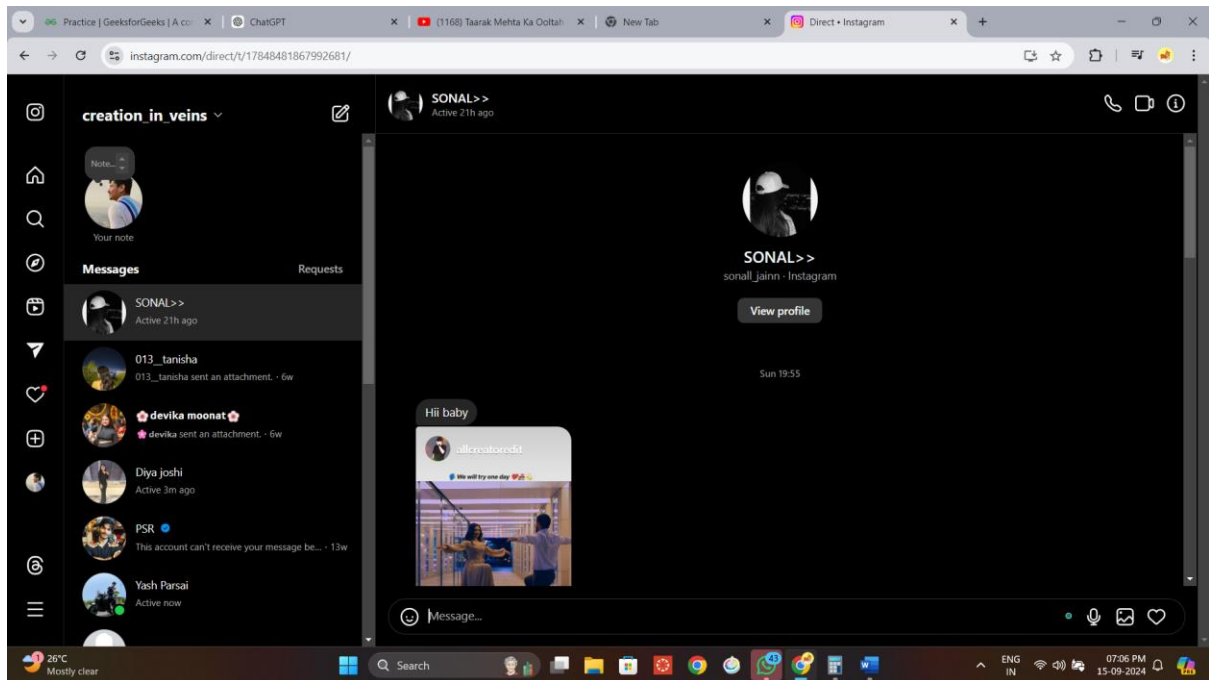 Practice | GeeksforGeeks | A co
ChatGPT
(1168) Taarak Mehta Ka Ooltah
New Tab
Direct • Instagram
instagram.com/direct/t/17848481867992681/
creation_in_veins
Note...
Your note
Messages
Requests
SONAL>>
Active 21h ago
013__tanisha
013__tanisha sent an attachment. · 6w
🌸devika moonat🌸
🌸 devika sent an attachment. · 6w
Diya joshi
Active 3m ago
PSR
This account can't receive your message be... · 13w
Yash Parsai
Active now
SONAL>>
Active 21h ago
SONAL>>
sonall_jainn · Instagram
View profile
Sun 19:55
Hii baby
allcreatoredit
We will try one day
Message...
1
26°C
Mostly clear
Search
43
ENG
IN
07:06 PM
15-09-2024